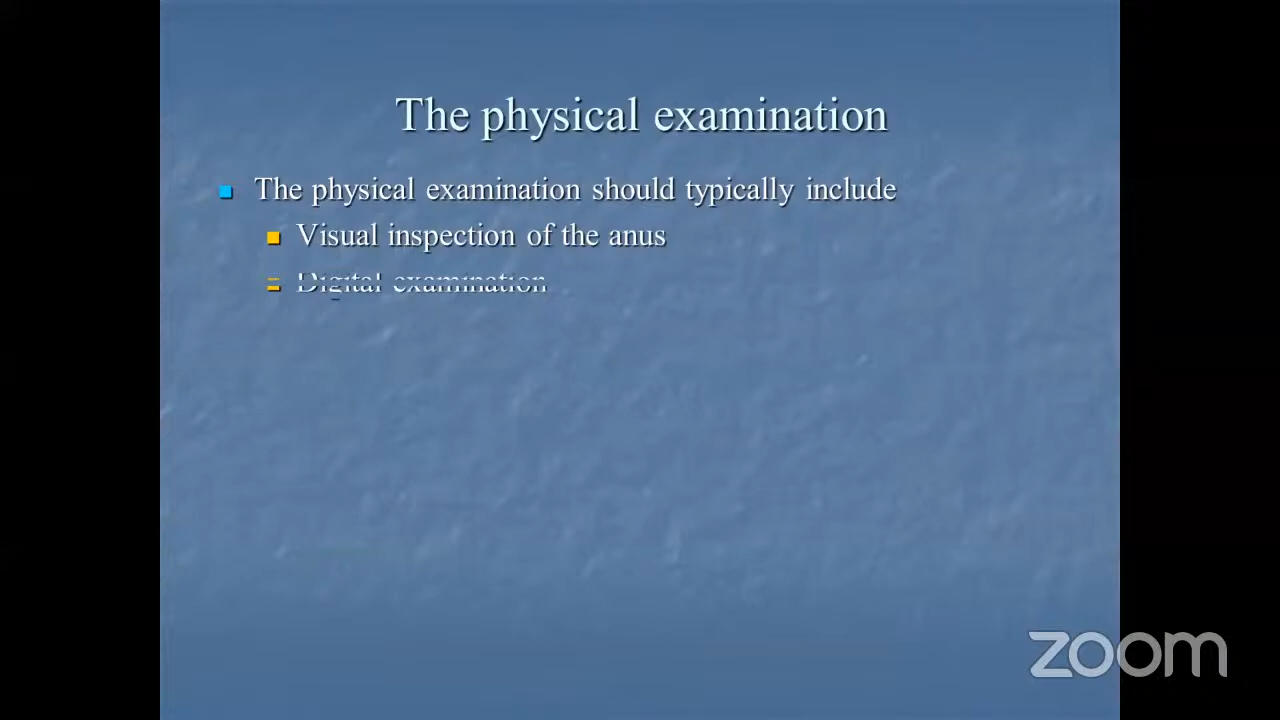 The physical examination
The physical examination should typically include
Visual inspection of the anus
Digital examination
zoom